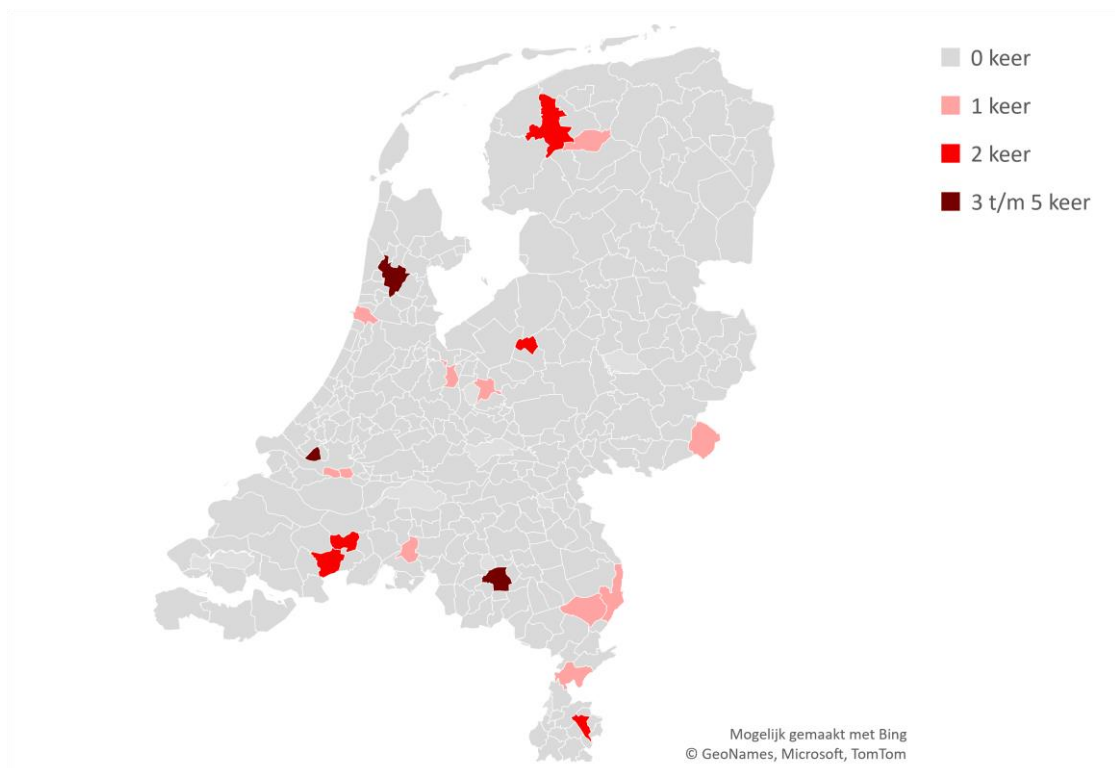 0 keer
1 keer
2 keer
3 t/m 5 keer
Mogelijk gemaakt met Bing
© GeoNames, Microsoft, TomTom